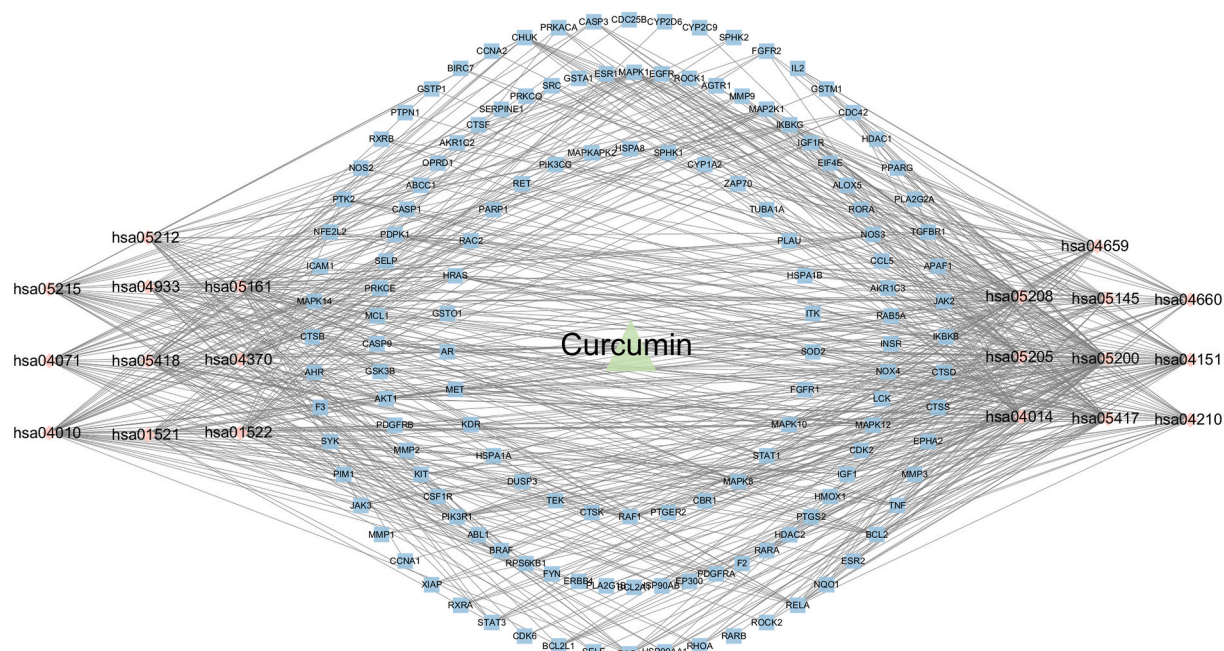 CDC25B
CASP3
CYP2D6
PRKACA
CYP2C9
CHUK
SPHK2
CCNA2
FGFR2
BIRC7
IL2
GSTP1
GSTM1
PTPN1
CDC42
RXRB
HDAC1
NOS2
PPARG
PTK2
PLA2G2A
NFE2L2
TGFBR1
ICAM1
APAF1
MAPK14
JAK2
CTSB
IKBKB
AHR
CTSD
F3
CTSS
SYK
EPHA2
PIM1
MMP3
JAK3
TNF
MMP1
BCL2
CCNA1
ESR2
XIAP
NQO1
RXRA
RELA
STAT3
ROCK2
CDK6
RARB
BCL2L1
RHOA
HSP90AA1
ESR1
MAPK1
EGFR
GSTA1
ROCK1
SRC
AGTR1
PRKCQ
MMP9
SERPINE1
MAP2K1
CTSF
IKBKG
AKR1C2
IGF1R
OPRD1
EIF4E
ABCC1
ALOX5
CASP1
RORA
PDPK1
NOS3
SELP
CCL5
PRKCE
AKR1C3
MCL1
RAB5A
CASP9
INSR
GSK3B
NOX4
AKT1
LCK
PDGFRB
MAPK12
MMP2
CDK2
KIT
IGF1
CSF1R
HMOX1
PIK3R1
PTGS2
ABL1
HDAC2
BRAF
RARA
RPS6KB1
F2
FYN
PDGFRA
ERBB4
EP300
PLA2G1B
BCL2A1
HSPA8
MAPKAPK2
SPHK1
PIK3CG
CYP1A2
RET
ZAP70
PARP1
TUBA1A
RAC2
PLAU
HRAS
HSPA1B
GSTO1
ITK
AR
SOD2
MET
FGFR1
KDR
MAPK10
HSPA1A
STAT1
DUSP3
MAPK8
TEK
CBR1
CTSK
PTGER2
RAF1
Curcumin
hsa05212
hsa05215
hsa04933
hsa05161
hsa04071
hsa05418
hsa04370
hsa04010
hsa01521
hsa01522
hsa04659
hsa05208
hsa05145
hsa04660
hsa05205
hsa05200
hsa04151
hsa04014
hsa05417
hsa04210